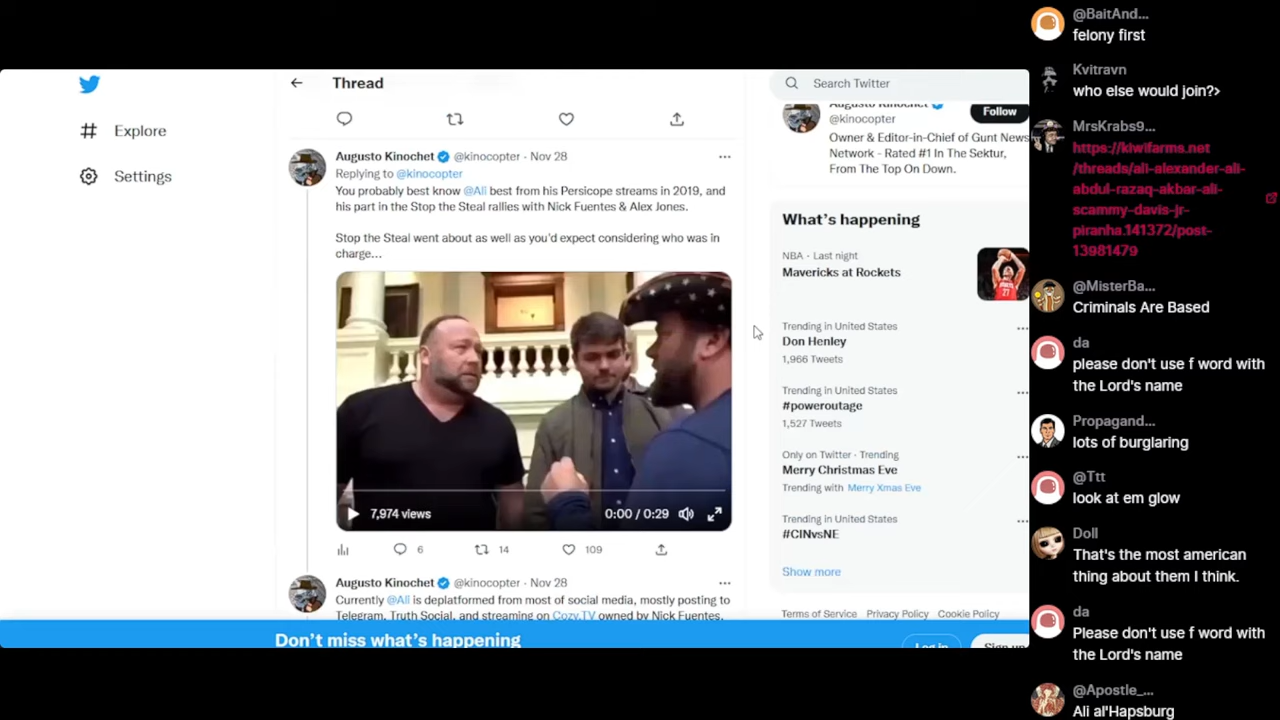 Thread
Explore
Settings
Augusto Kinochet @kinocopter · Nov 28
Replying to @kinocopter
You probably best know @Ali best from his Persicope streams in 2019, and
his part in the Stop the Steal rallies with Nick Fuentes & Alex Jones.
Stop the Steal went about as well as you'd expect considering who was in
charge...
7,974 views
0:00 / 0:29
6
14
109
Augusto Kinochet @kinocopter · Nov 28
Currently @Ali is deplatformed from most of social media, mostly posting to
Telegram, Truth Social, and streaming on Cozy.TV owned by Nick Fuentes.
Search Twitter
Augusto Kinochet
@kinocopter
Follow
Owner & Editor-in-Chief of Gunt News
Network - Rated #1 In The Sektur,
From The Top On Down.
What's happening
NBA · Last night
Mavericks at Rockets
Trending in United States
Don Henley
1,966 Tweets
Trending in United States
#poweroutage
1,527 Tweets
Only on Twitter · Trending
Merry Christmas Eve
Trending with Merry Xmas Eve
Trending in United States
#CINvsNE
Show more
Terms of Service Privacy Policy Cookie Policy
Don't miss what's happening
Log in
Sign up
@BaitAnd...
felony first
Kvitravn
who else would join?>
MrsKrabs9...
https://kiwifarms.net
/threads/ali-alexander-ali-
abdul-razaq-akbar-ali-
scammy-davis-jr-
piranha.141372/post-
13981479
@MisterBa...
Criminals Are Based
da
please don't use f word with
the Lord's name
Propagand...
lots of burglaring
@Ttt
look at em glow
Doll
That's the most american
thing about them I think.
da
Please don't use f word with
the Lord's name
@Apostle_...
Ali al'Hapsburg